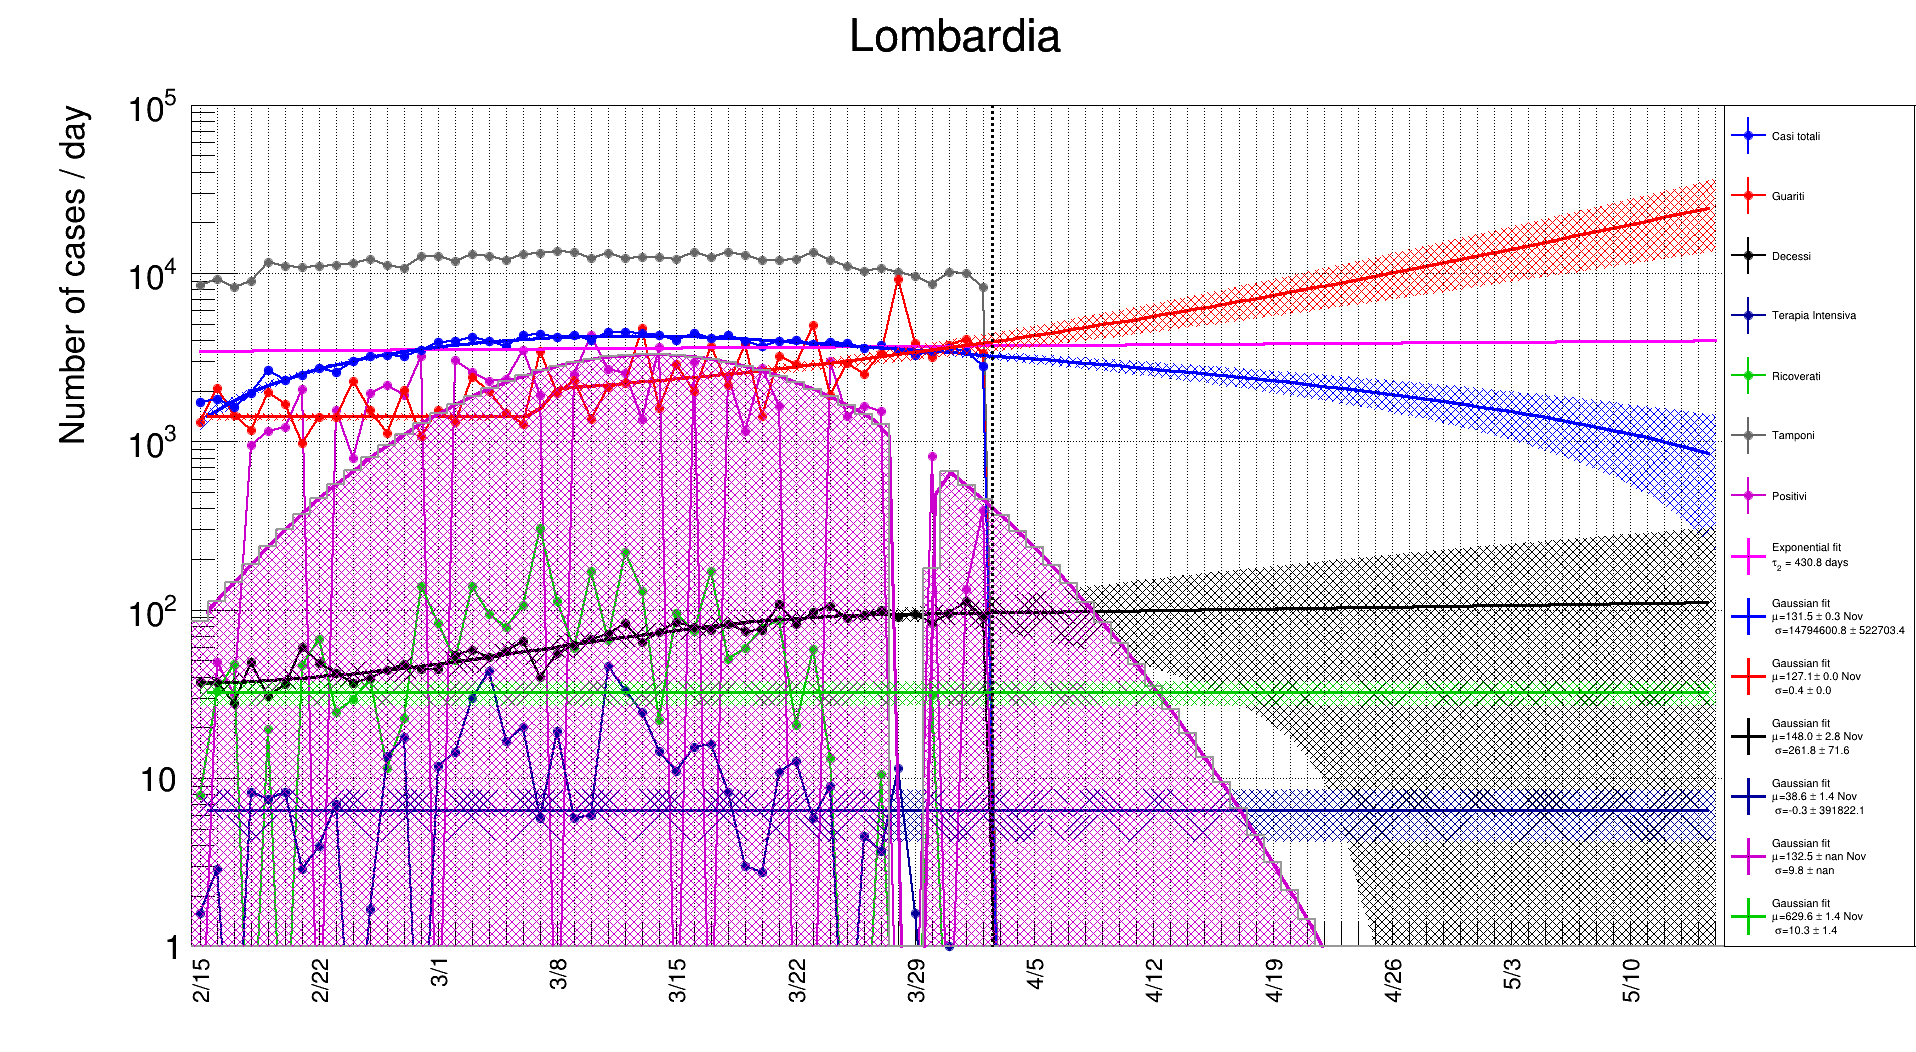 Lombardia
Number of cases / day
10^5
10^4
10^3
10^2
10
1
2/15
2/22
3/1
3/8
3/15
3/22
3/29
4/5
4/12
4/19
4/26
5/3
5/10
Casi totali
Guariti
Decessi
Terapia Intensiva
Ricoverati
Tamponi
Positivi
Exponential fit
τ₂ = 430.8 days
Gaussian fit
μ=131.5 ± 0.3 Nov
σ=14794600.8 ± 522703.4
Gaussian fit
μ=127.1 ± 0.0 Nov
σ=0.4 ± 0.0
Gaussian fit
μ=148.0 ± 2.8 Nov
σ=261.8 ± 71.6
Gaussian fit
μ=38.6 ± 1.4 Nov
σ=-0.3 ± 391822.1
Gaussian fit
μ=132.5 ± nan Nov
σ=9.8 ± nan
Gaussian fit
μ=629.6 ± 1.4 Nov
σ=10.3 ± 1.4